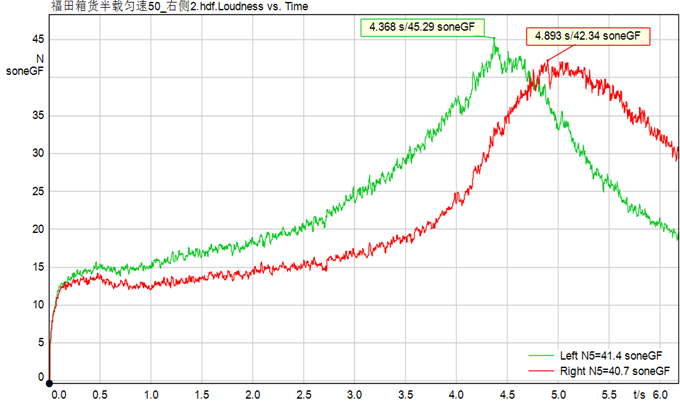 福田箱货半载匀速50_右侧2.hdf.Loudness vs. Time
4.368 s/45.29 soneGF
4.893 s/42.34 soneGF
45
N
soneGF
35
30
25
20
15
10
5
0
Left N5=41.4 soneGF
Right N5=40.7 soneGF
0.0 0.5 1.0 1.5 2.0 2.5 3.0 3.5 4.0 4.5 5.0 t/s 6.0